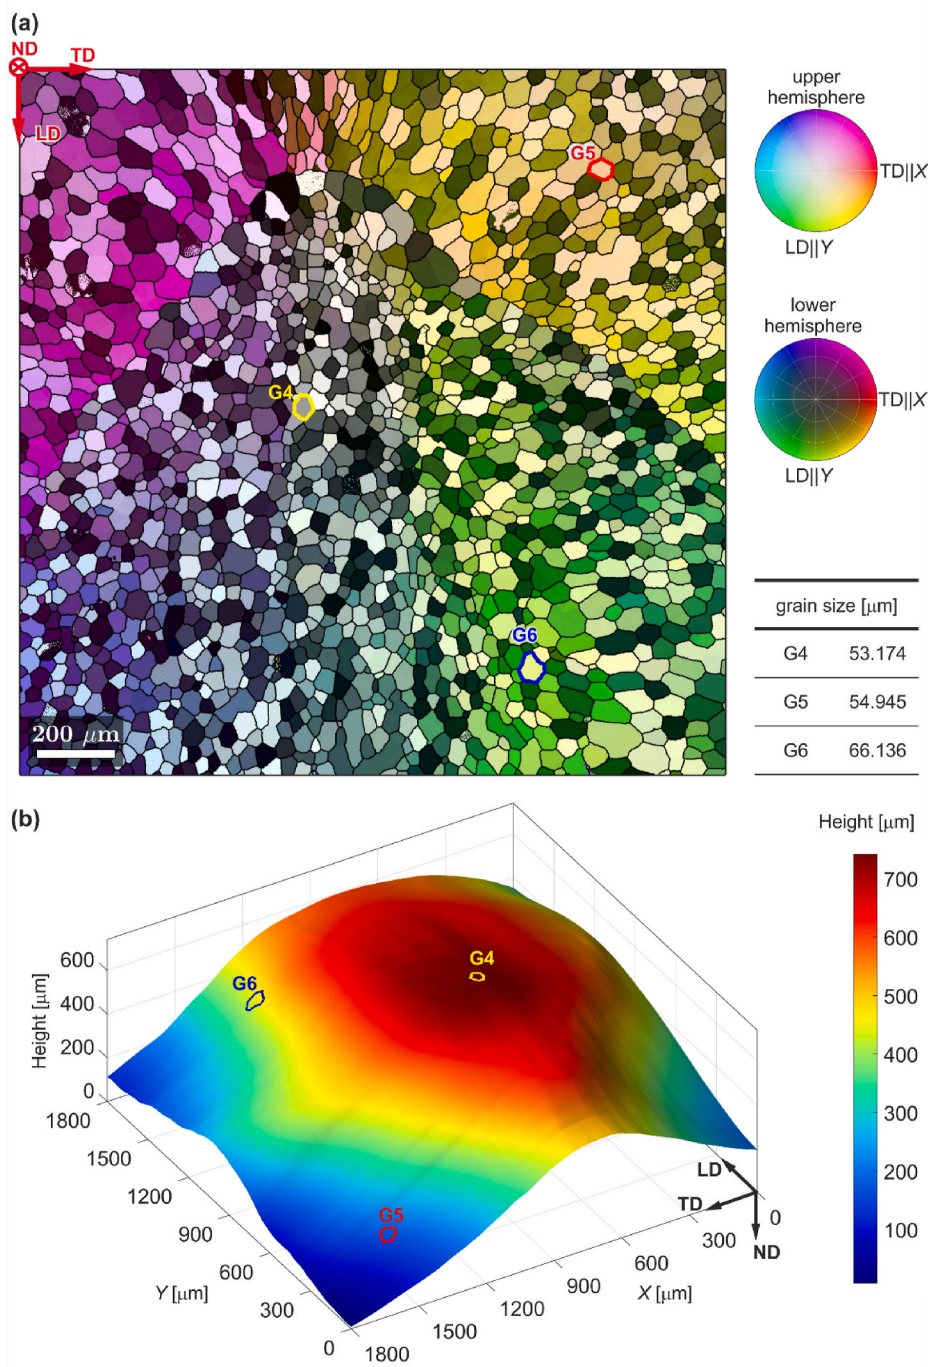 (a)
ND
TD
LD
G5
G4
G6
200 μm
upper
hemisphere
TD||X
LD||Y
lower
hemisphere
TD||X
LD||Y
grain size [μm]
G4 53.174
G5 54.945
G6 66.136
(b)
Height [μm]
700
600
500
400
300
200
100
Height [μm]
600
400
200
0
G4
G6
G5
1800
1500
1200
900
600
300
0
Y [μm]
1800
1500
1200
900
600
300
0
X [μm]
LD
TD
ND